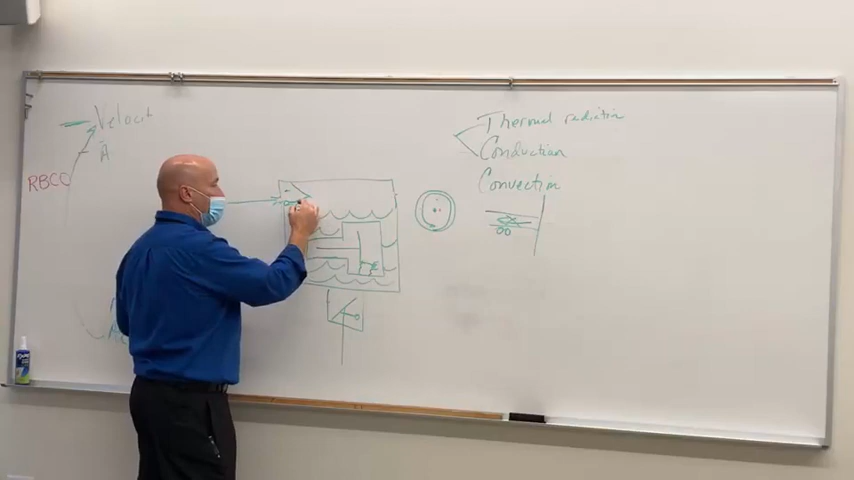 Velocit
A
RBCO
Thermal radiation
Conduction
Convection